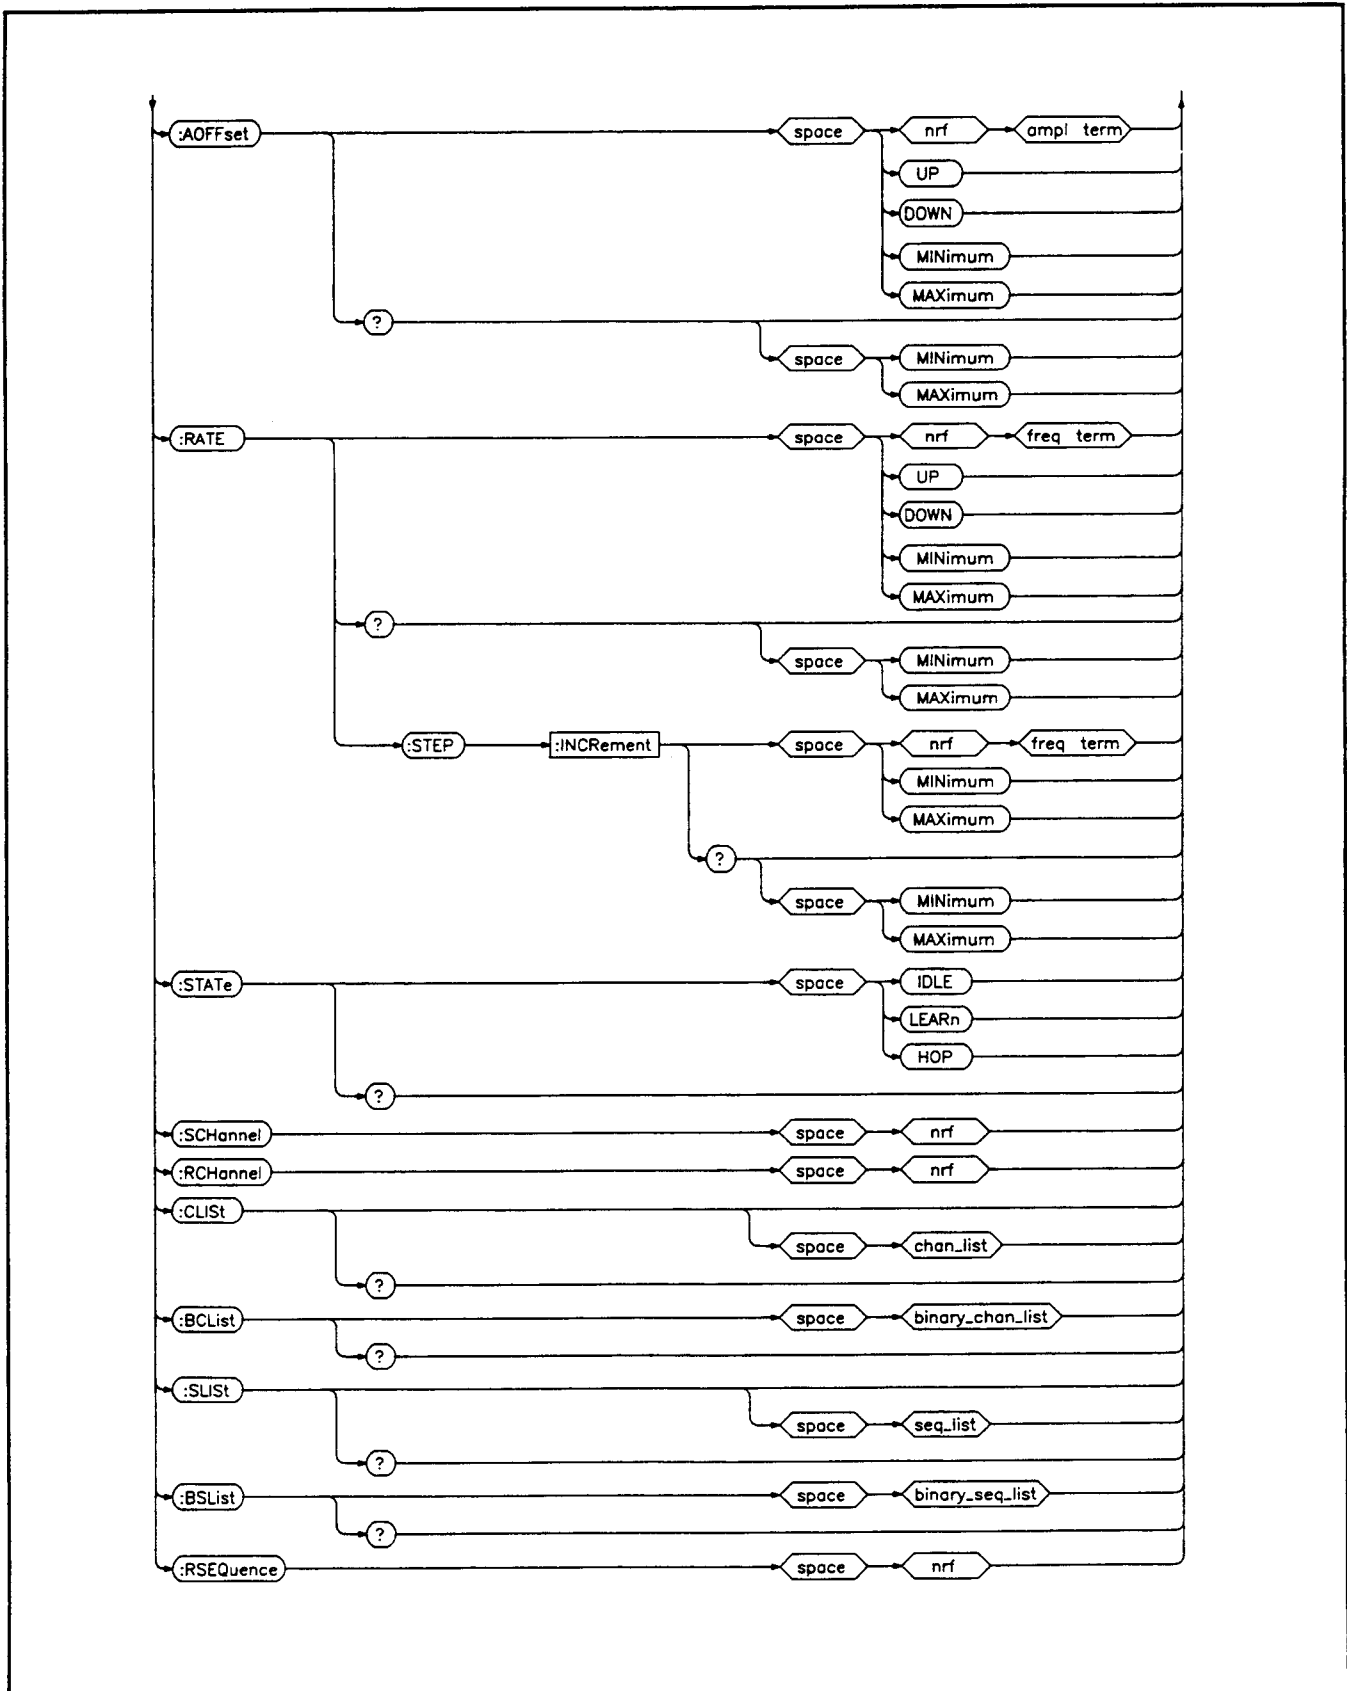 :AOFFset space nrf ampl term
UP
DOWN
MINimum
MAXimum
?
space MINimum
MAXimum
:RATE space nrf freq term
UP
DOWN
MINimum
MAXimum
?
space MINimum
MAXimum
:STEP :INCRement space nrf freq term
MINimum
MAXimum
?
space MINimum
MAXimum
:STATe space IDLE
LEARn
HOP
?
:SCHannel space nrf
:RCHannel space nrf
:CLISt
space chan_list
?
:BCList space binary_chan_list
?
:SLISt
space seq_list
?
:BSList space binary_seq_list
?
:RSEQuence space nrf